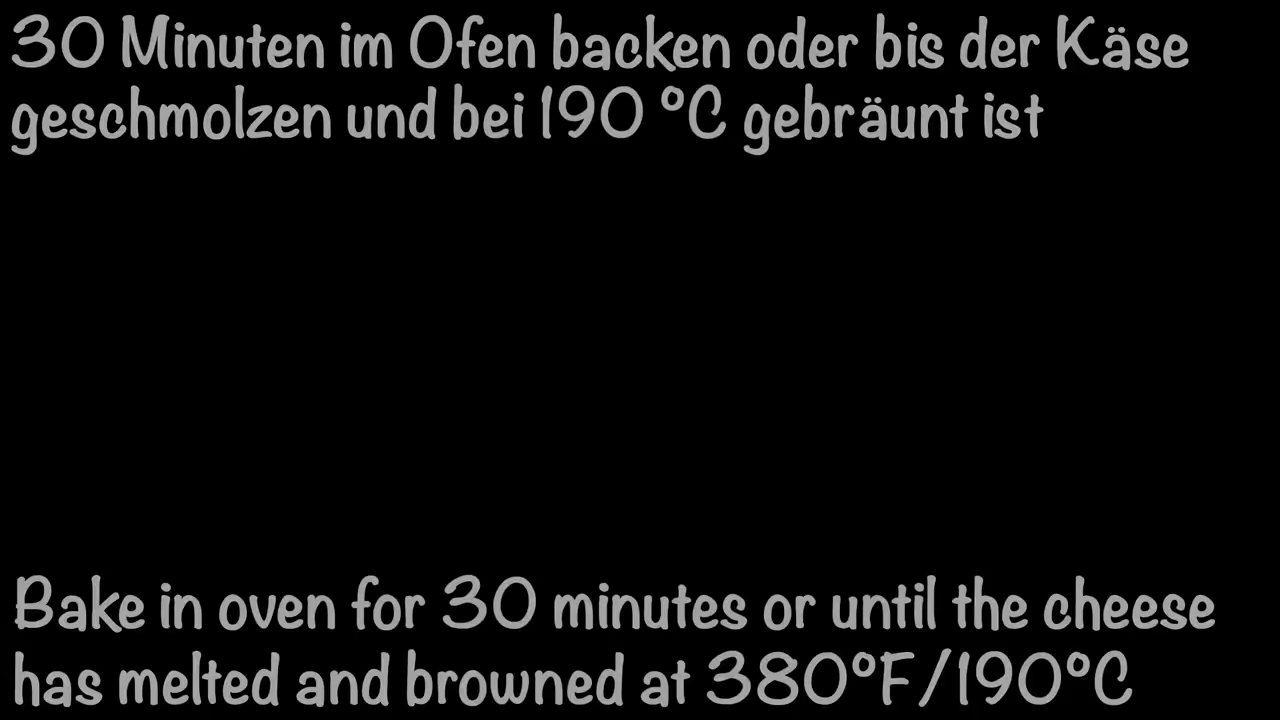 30 Minuten im Ofen backen oder bis der Käse
geschmolzen und bei 190 °C gebräunt ist
Bake in oven for 30 minutes or until the cheese
has melted and browned at 380°F/190°C